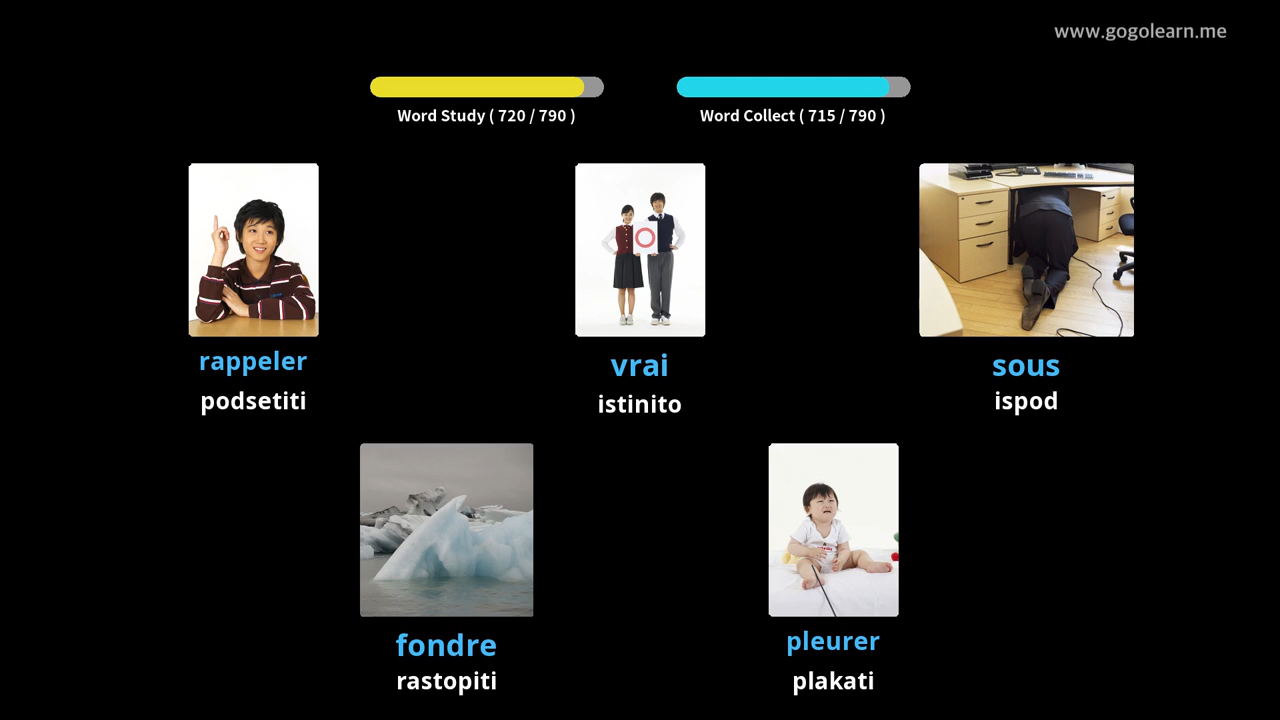 www.gogolearn.me
Word Study ( 720 / 790 )
Word Collect ( 715 / 790 )
rappeler
podsetiti
vrai
istinito
sous
ispod
fondre
rastopiti
pleurer
plakati